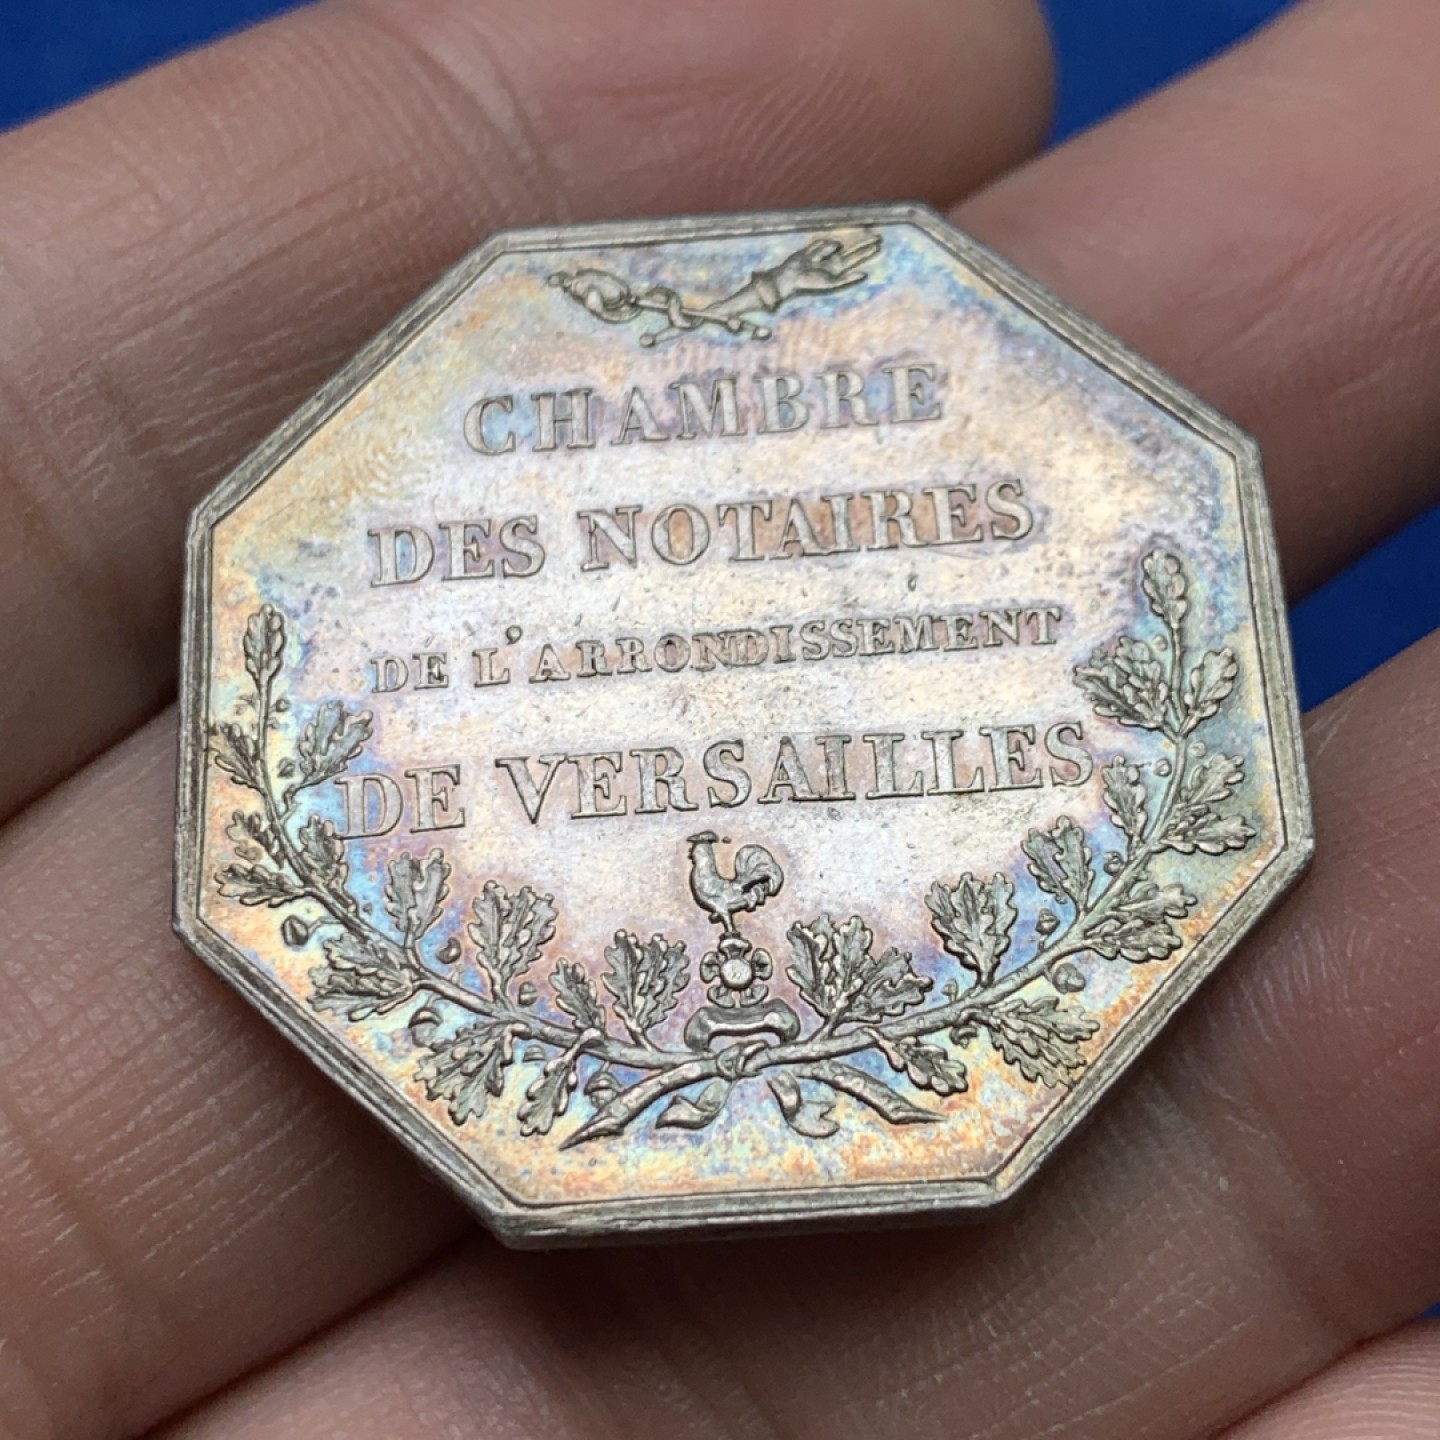 CHAMBRE
DES NOTAIRES
DE L'ARRONDISSEMENT
DE VERSAILLES